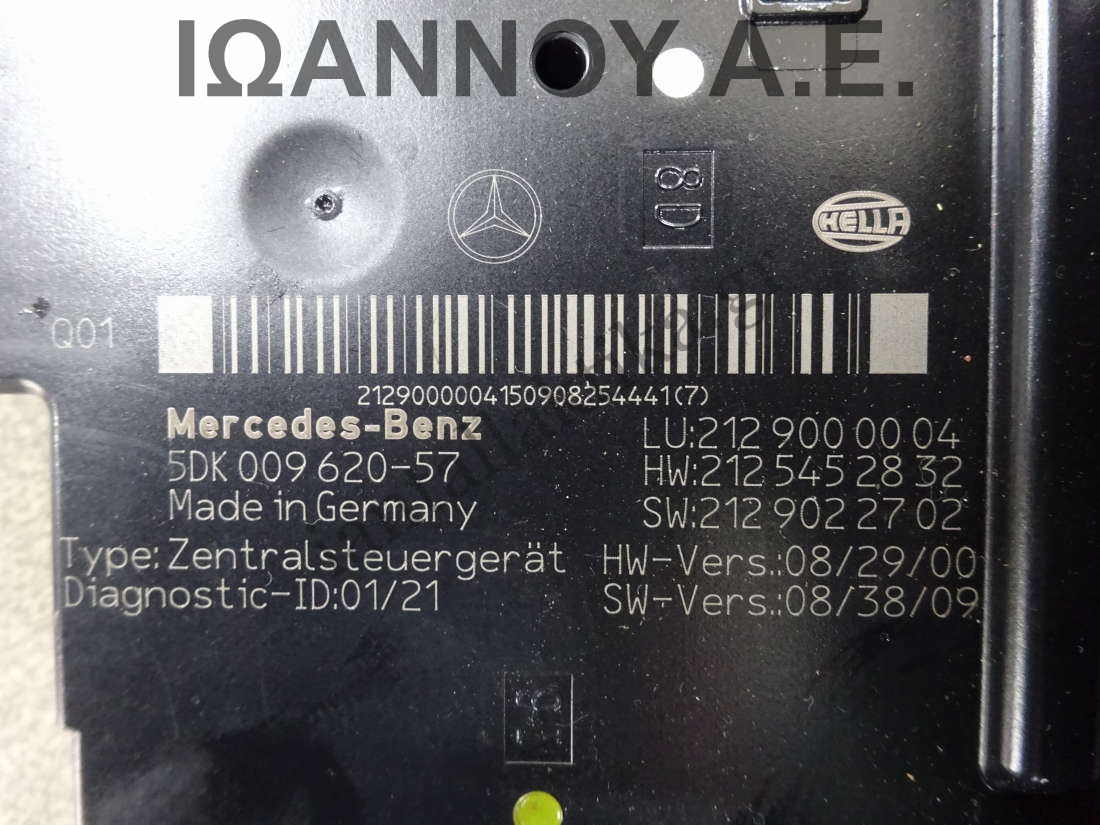 ΙΩΑΝΝΟΥ Α.Ε.
8D
HELLA
Q01
2129000004150908254441(7)
Mercedes-Benz
LU:212 900 00 04
5DK 009 620-57
HW:212 545 28 32
Made in Germany
SW:212 902 27 02
Type: Zentralsteuergerät
HW-Vers.:08/29/00
Diagnostic-ID:01/21
SW-Vers.:08/38/09